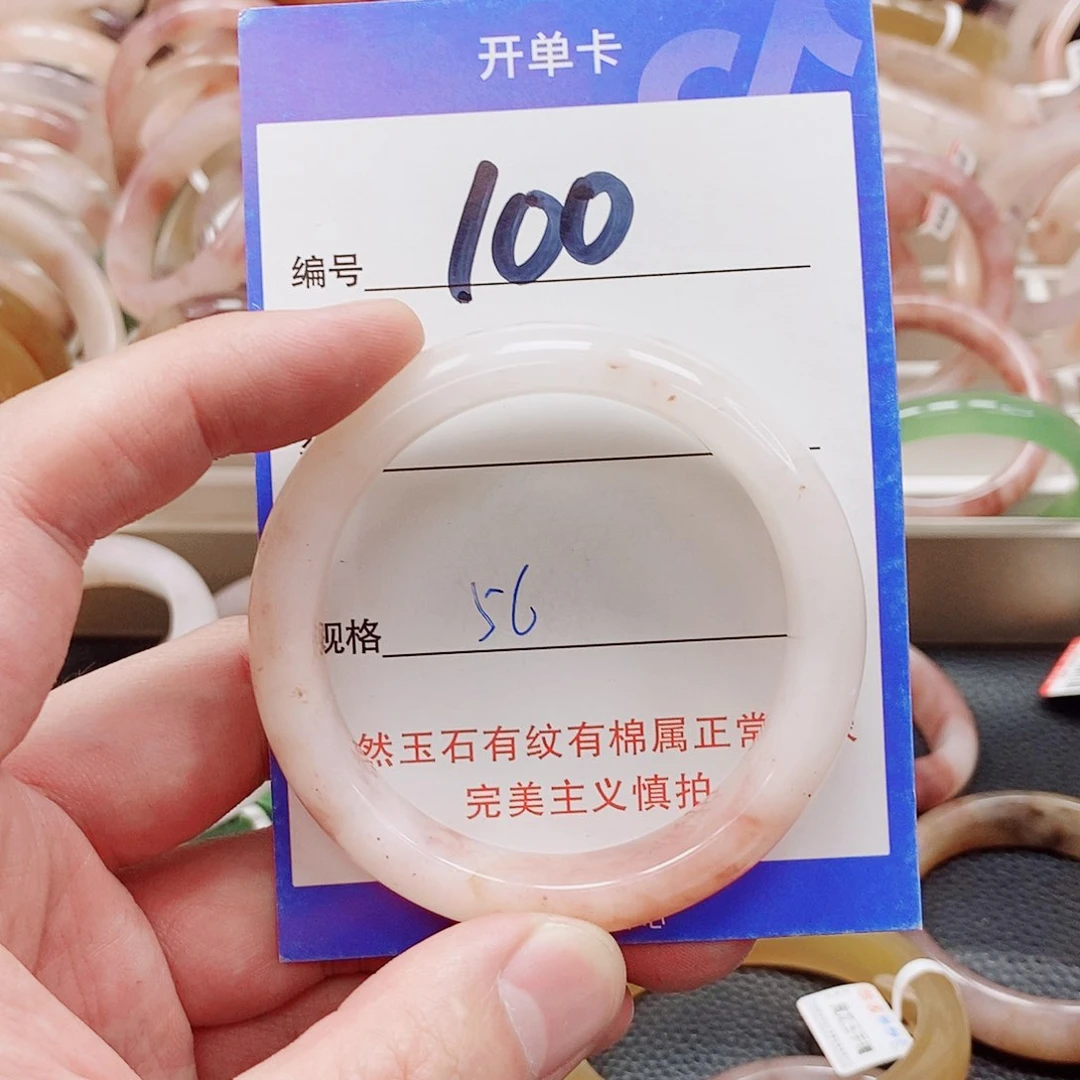 开单卡
编号 100
规格 56
然玉石有纹有棉属正常
完美主义慎拍